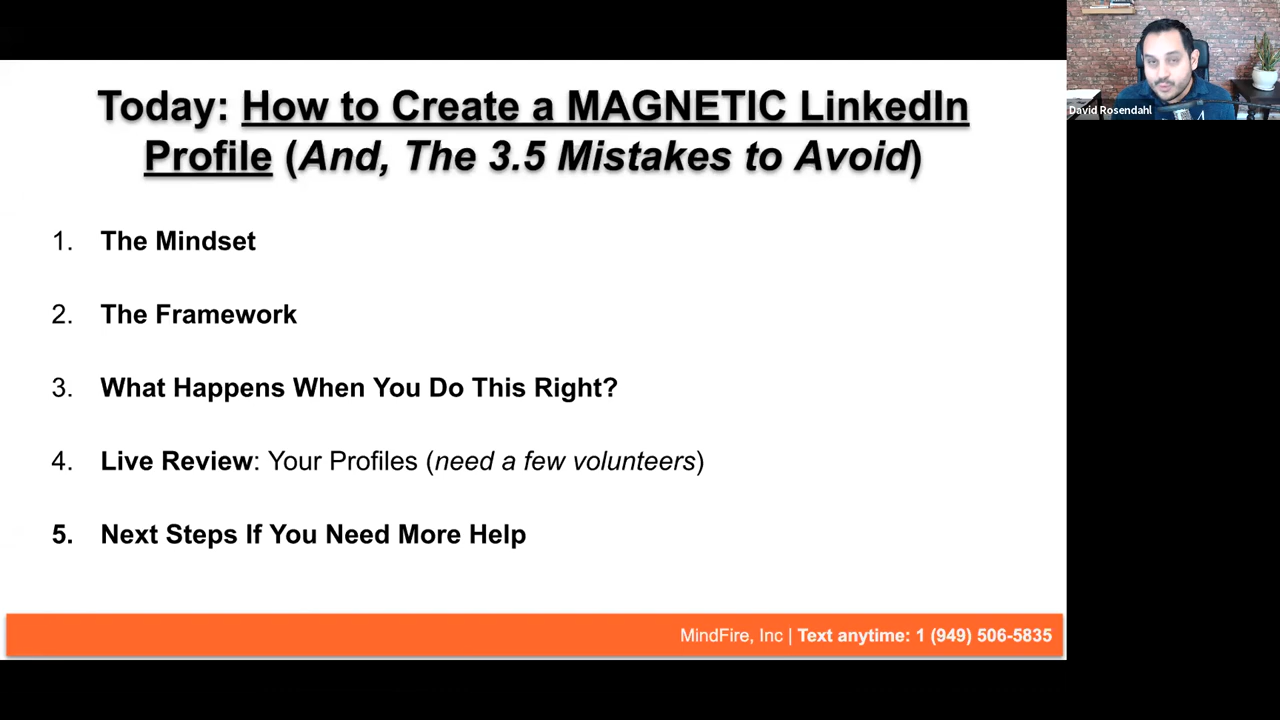 Today: How to Create a MAGNETIC LinkedIn
Profile (And, The 3.5 Mistakes to Avoid)
1. The Mindset
2. The Framework
3. What Happens When You Do This Right?
4. Live Review: Your Profiles (need a few volunteers)
5. Next Steps If You Need More Help
MindFire, Inc | Text anytime: 1 (949) 506-5835
David Rosendahl